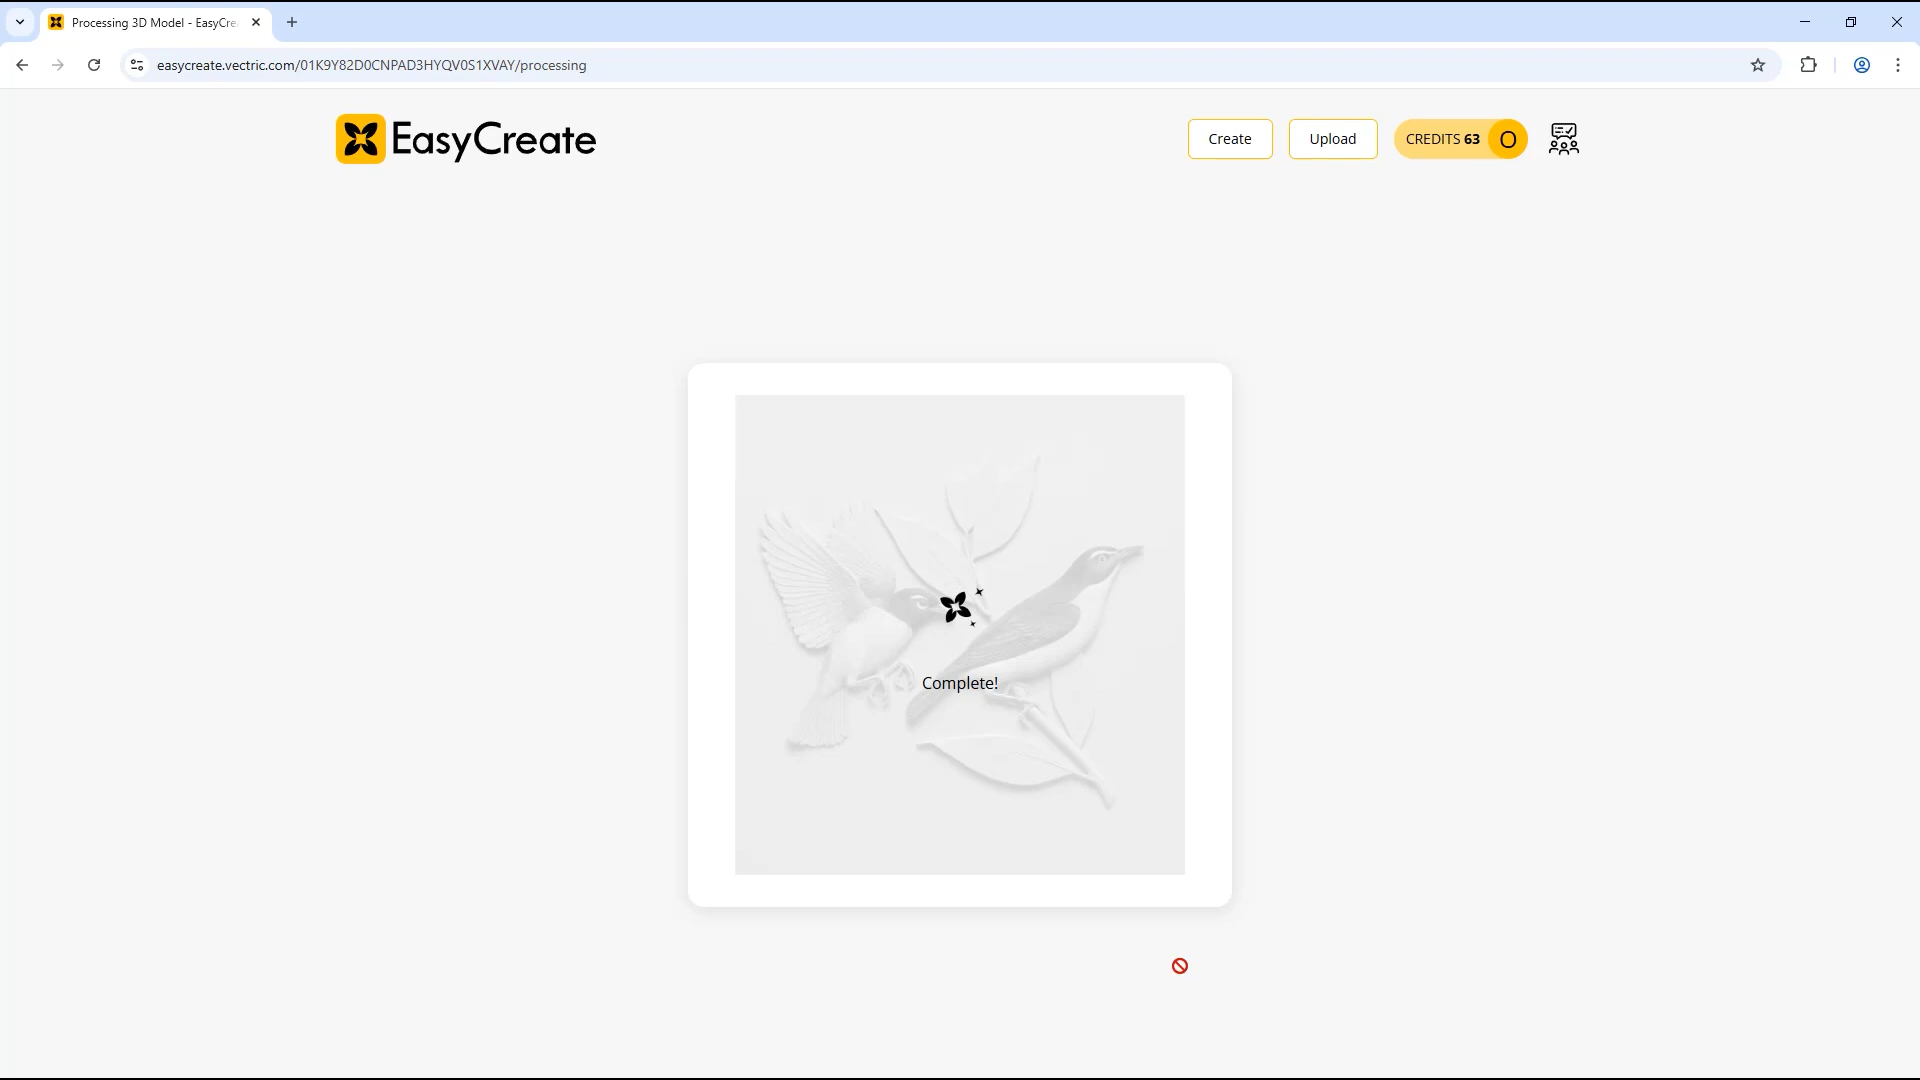 Processing 3D Model - EasyCre
easycreate.vectric.com/01K9Y82D0CNPAD3HYQV0S1XVAY/processing
EasyCreate
Create
Upload
CREDITS 63
O
Complete!